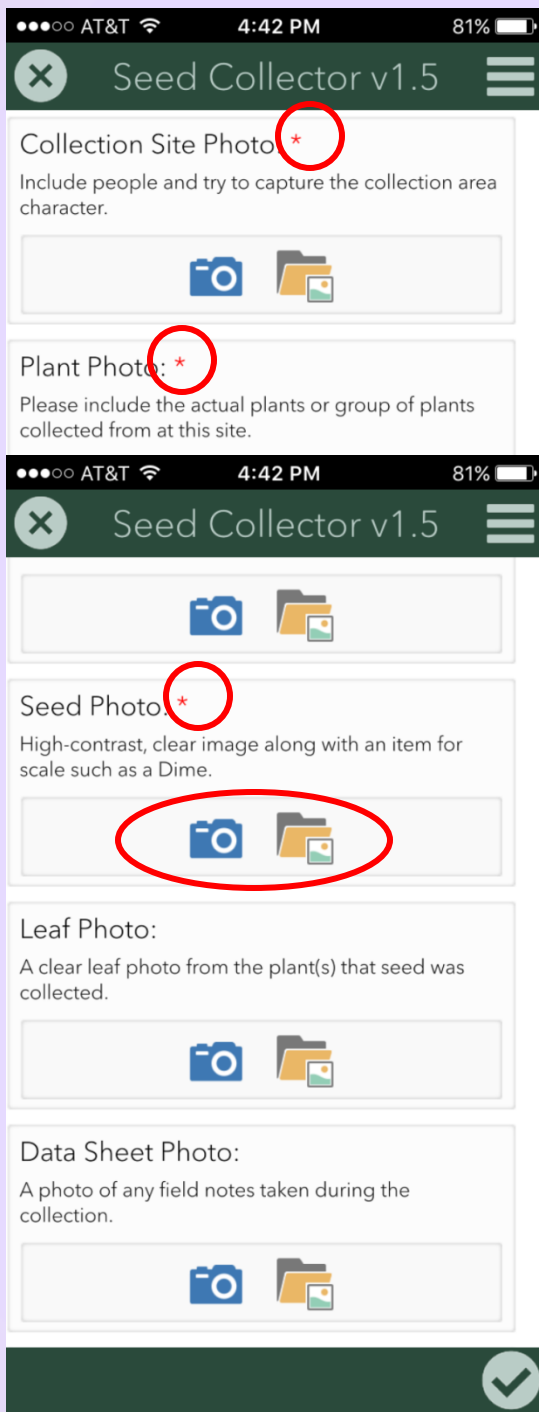 ●●●○○ AT&T 4:42 PM 81%
Seed Collector v1.5
Collection Site Photo: *
Include people and try to capture the collection area
character.
Plant Photo: *
Please include the actual plants or group of plants
collected from at this site.
●●●○○ AT&T 4:42 PM 81%
Seed Collector v1.5
Seed Photo: *
High-contrast, clear image along with an item for
scale such as a Dime.
Leaf Photo:
A clear leaf photo from the plant(s) that seed was
collected.
Data Sheet Photo:
A photo of any field notes taken during the
collection.